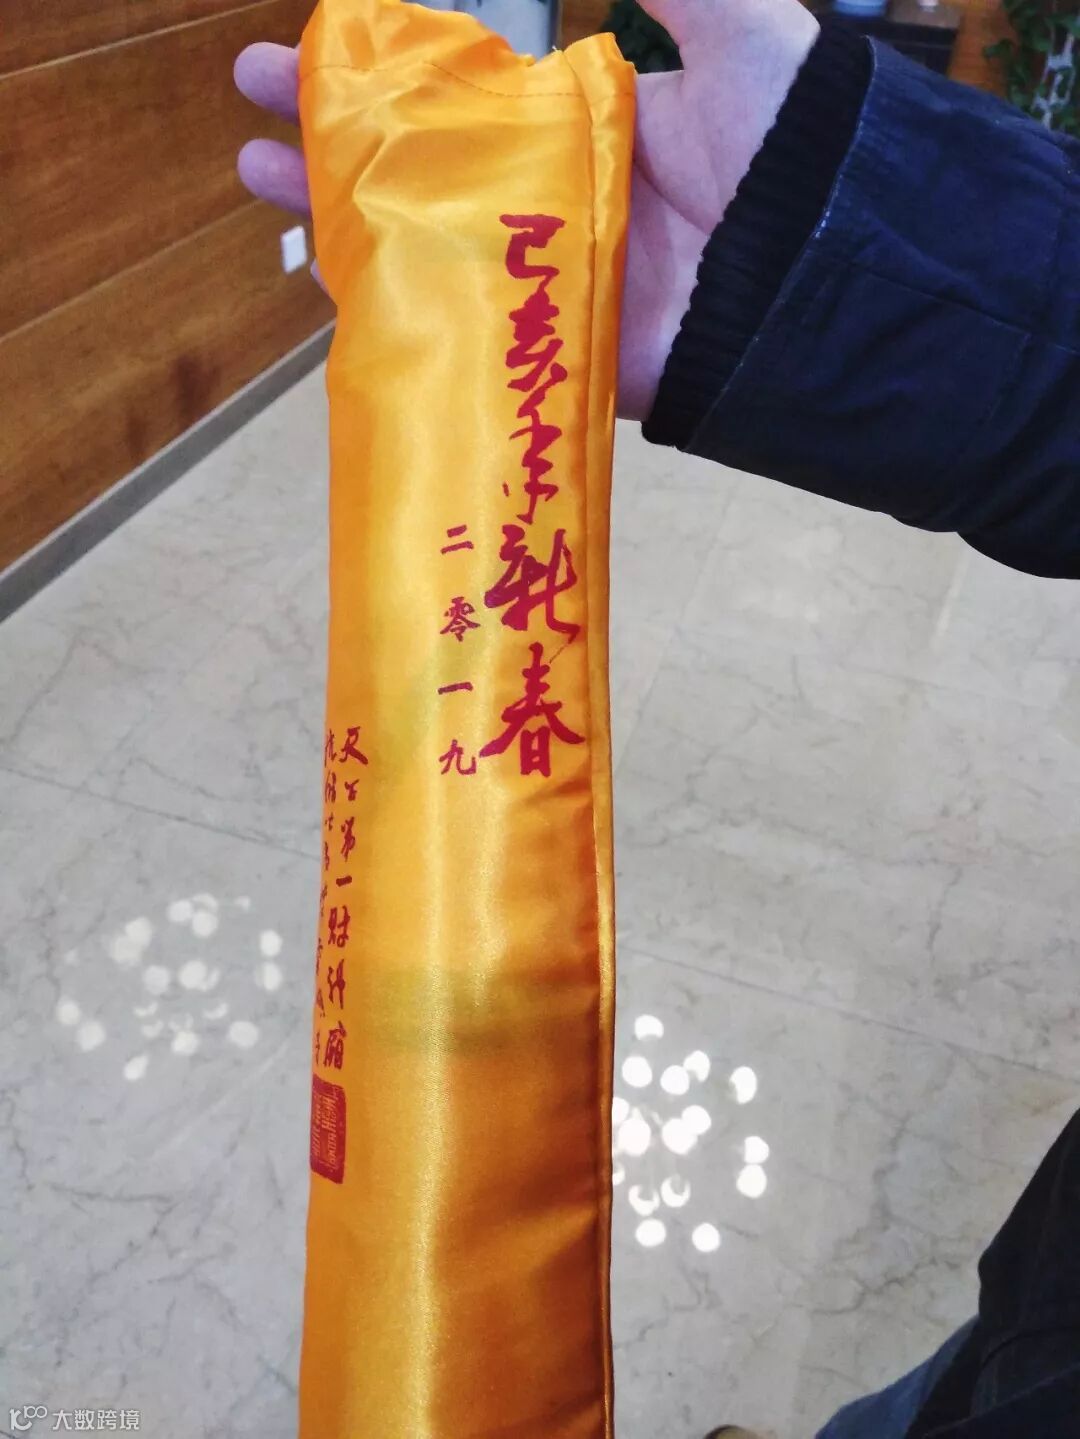 己亥年新春
二零一九
天下第一财神庙
大数跨境